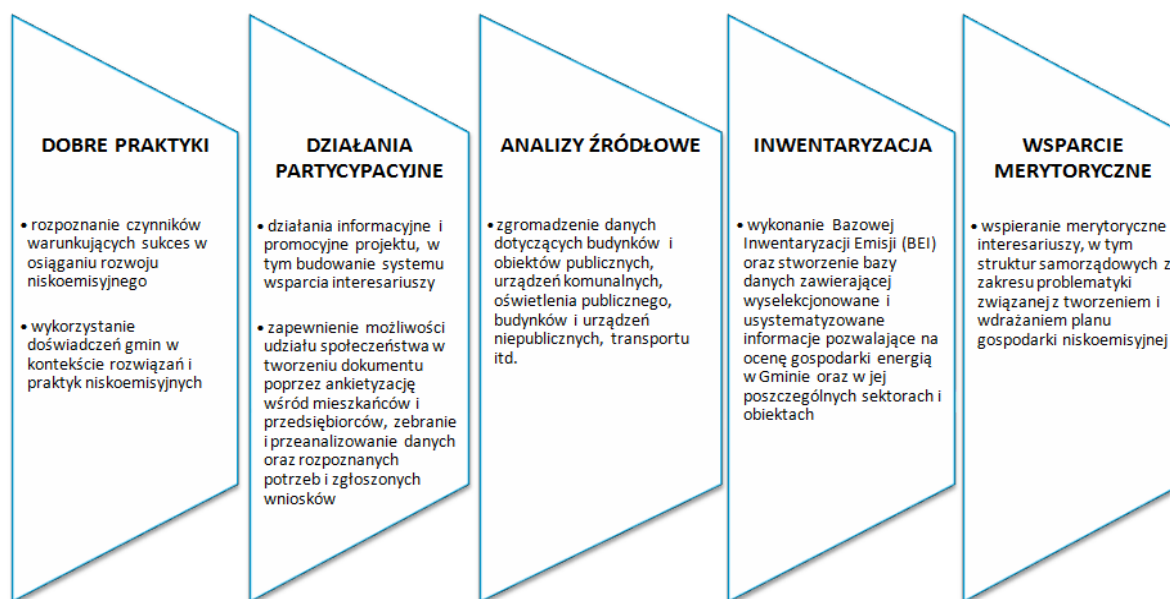 DOBRE PRAKTYKI
• rozpoznanie czynników
warunkujących sukces w
osiąganiu rozwoju
niskoemisyjnego
• wykorzystanie
doświadczeń gmin w
kontekście rozwiązań i
praktyk niskoemisyjnych
DZIAŁANIA
PARTYCYPACYJNE
• działania informacyjne i
promocyjne projektu, w
tym budowanie systemu
wsparcia interesariuszy
• zapewnienie możliwości
udziału społeczeństwa w
tworzeniu dokumentu
poprzez ankietyzację
wśród mieszkańców i
przedsiębiorców, zebranie
i przeanalizowanie danych
oraz rozpoznanych
potrzeb i zgłoszonych
wniosków
ANALIZY ŹRÓDŁOWE
• zgromadzenie danych
dotyczących budynków i
obiektów publicznych,
urządzeń komunalnych,
oświetlenia publicznego,
budynków i urządzeń
niepublicznych, transportu
itd.
INWENTARYZACJA
• wykonanie Bazowej
Inwentaryzacji Emisji (BEI)
oraz stworzenie bazy
danych zawierającej
wyselekcjonowane i
usystematyzowane
informacje pozwalające na
ocenę gospodarki energią
w Gminie oraz w jej
poszczególnych sektorach i
obiektach
WSPARCIE
MERYTORYCZNE
• wspieranie merytoryczne
interesariuszy, w tym
struktur samorządowych z
zakresu problematyki
związanej z tworzeniem i
wdrażaniem planu
gospodarki niskoemisyjnej